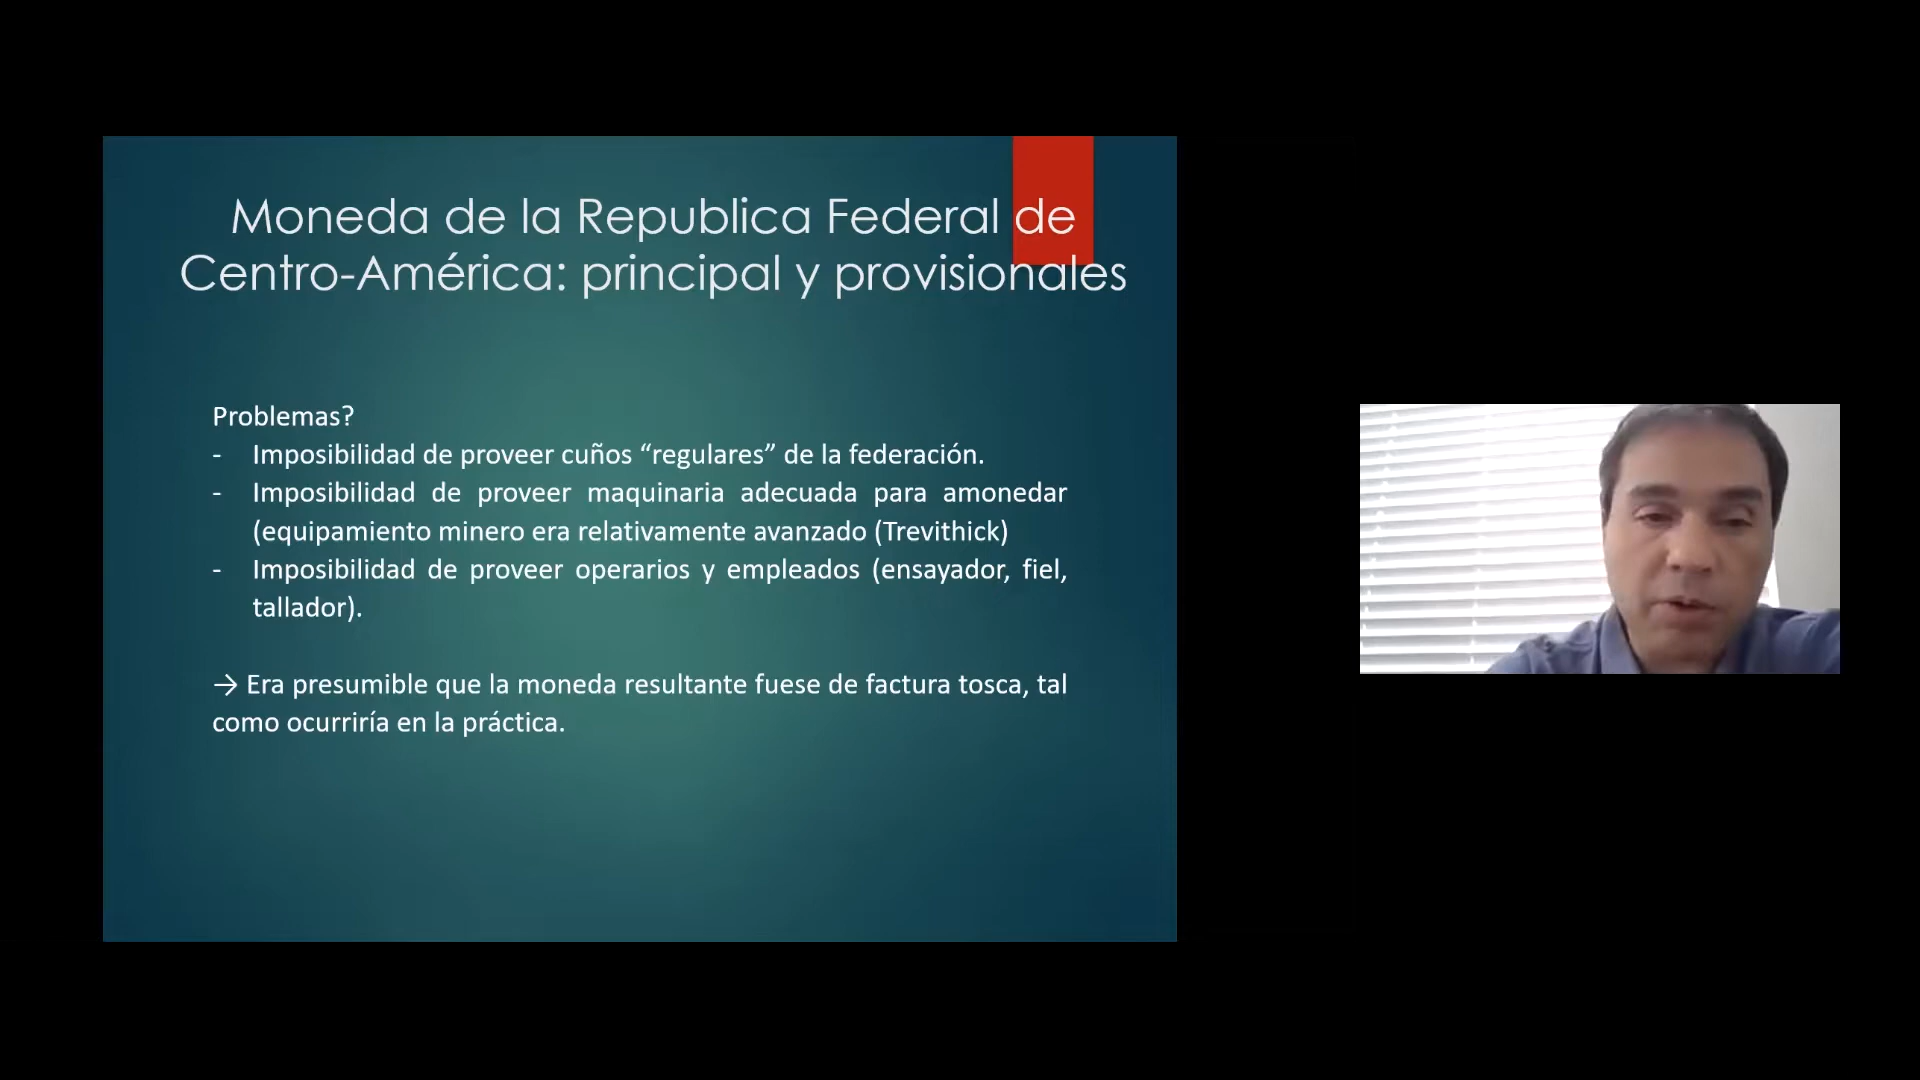 Moneda de la Republica Federal de
Centro-América: principal y provisionales
Problemas?
- Imposibilidad de proveer cuños “regulares” de la federación.
- Imposibilidad de proveer maquinaria adecuada para amonedar
(equipamiento minero era relativamente avanzado (Trevithick)
- Imposibilidad de proveer operarios y empleados (ensayador, fiel,
tallador).
→ Era presumible que la moneda resultante fuese de factura tosca, tal
como ocurriría en la práctica.